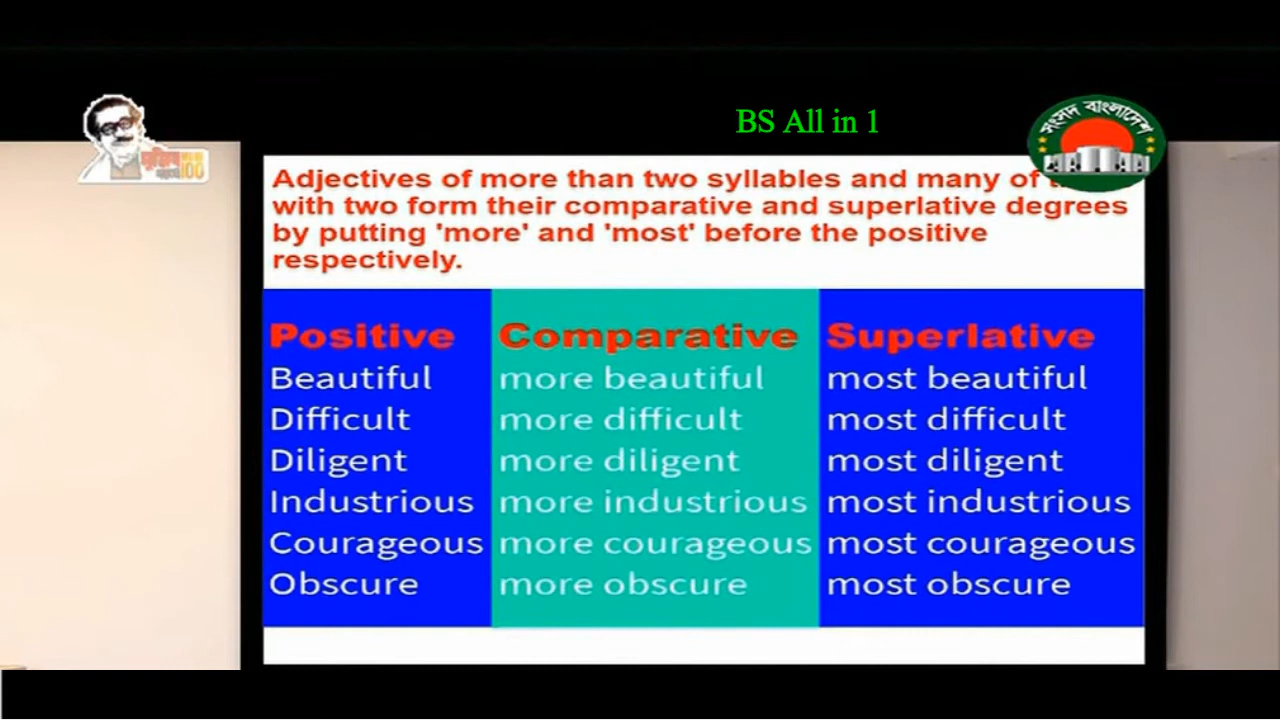 BS All in 1
সংসদ বাংলাদেশ
Adjectives of more than two syllables and many of
with two form their comparative and superlative degrees
by putting 'more' and 'most' before the positive
respectively.
Positive Comparative Superlative
Beautiful more beautiful most beautiful
Difficult more difficult most difficult
Diligent more diligent most diligent
Industrious more industrious most industrious
Courageous more courageous most courageous
Obscure more obscure most obscure